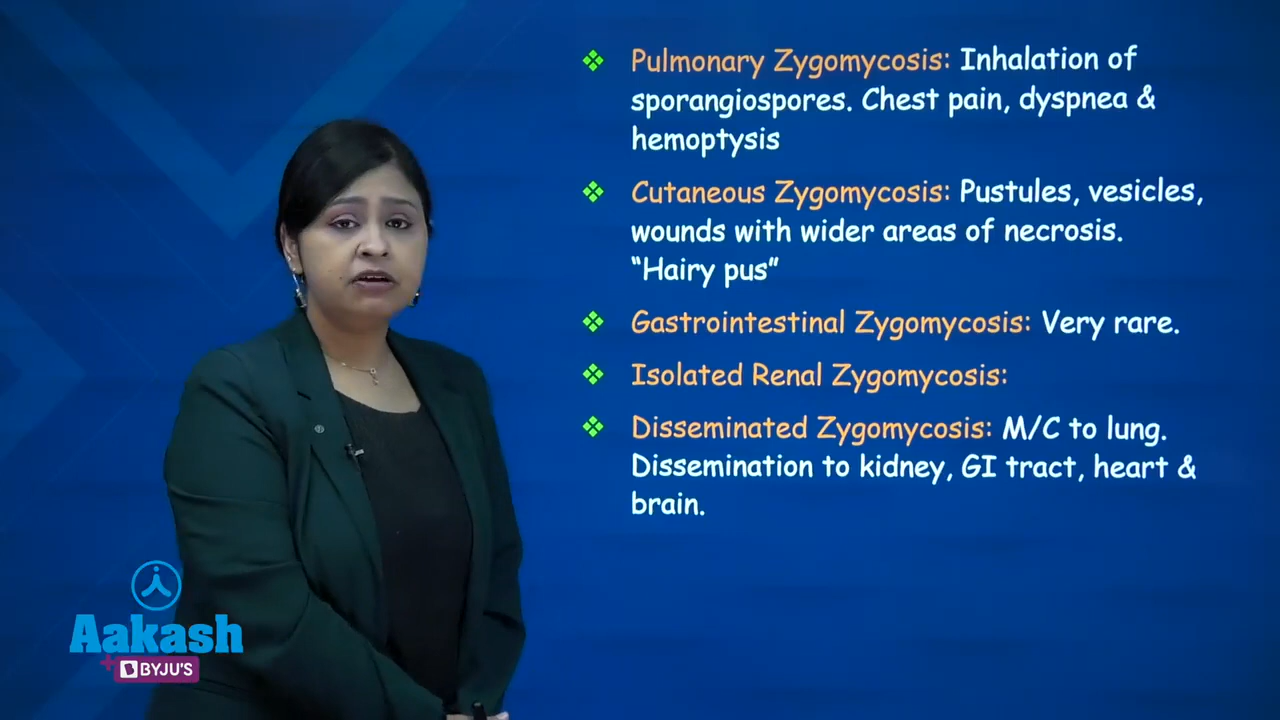 Pulmonary Zygomycosis: Inhalation of
sporangiospores. Chest pain, dyspnea &
hemoptysis
Cutaneous Zygomycosis: Pustules, vesicles,
wounds with wider areas of necrosis.
“Hairy pus”
Gastrointestinal Zygomycosis: Very rare.
Isolated Renal Zygomycosis:
Disseminated Zygomycosis: M/C to lung.
Dissemination to kidney, GI tract, heart &
brain.
Aakash
+ BYJU'S